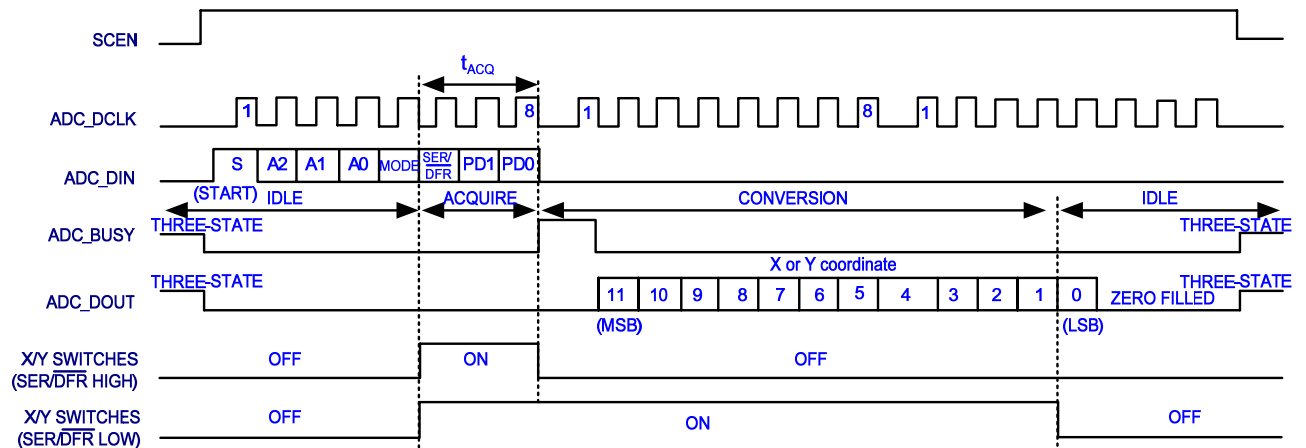 SCEN
tACQ
ADC_DCLK
1 8 1 8 1
ADC_DIN
S A2 A1 A0 MODE SER/DFR PD1 PD0
(START) IDLE ACQUIRE CONVERSION IDLE
ADC_BUSY
THREE-STATE THREE-STATE
X or Y coordinate
ADC_DOUT
THREE-STATE 11 10 9 8 7 6 5 4 3 2 1 0 ZERO FILLED THREE-STATE
(MSB) (LSB)
X/Y SWITCHES
(SER/DFR HIGH)
OFF ON OFF
X/Y SWITCHES
(SER/DFR LOW)
OFF ON OFF